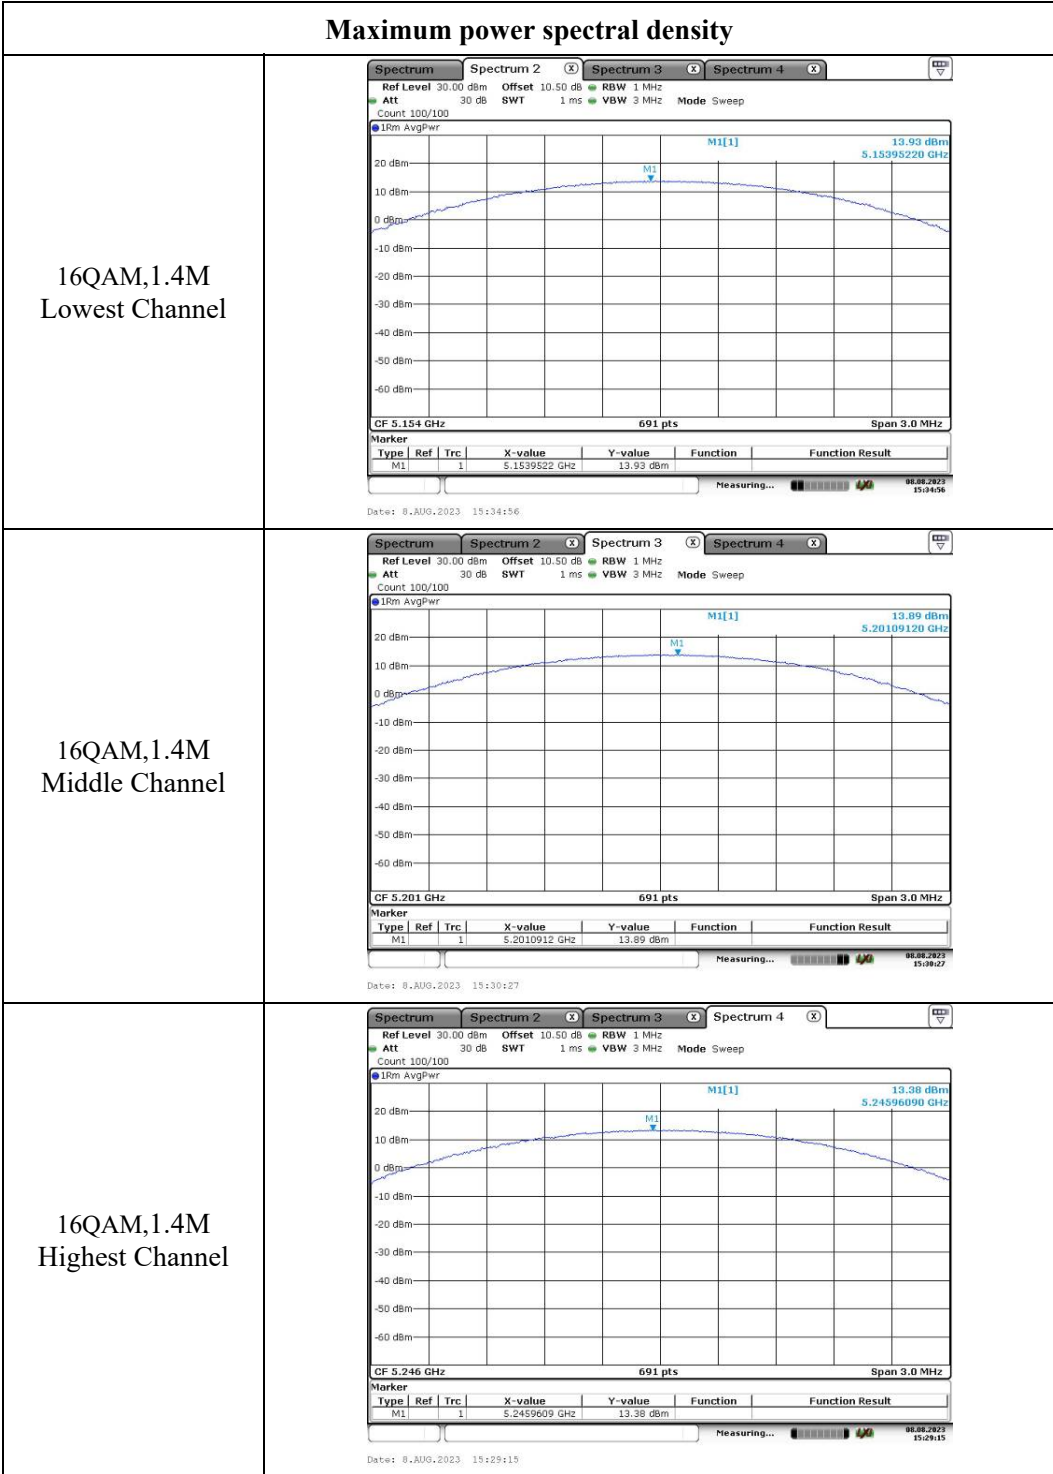 Maximum power spectral density
16QAM,1.4M
Lowest Channel
Spectrum Spectrum 2 X Spectrum 3 X Spectrum 4 X
Ref Level 30.00 dBm Offset 10.50 dB RBW 1 MHz
Att 30 dB SWT 1 ms VBW 3 MHz Mode Sweep
Count 100/100
1Rm AvgPwr
M1[1] 13.93 dBm
5.15395220 GHz
M1
20 dBm
10 dBm
0 dBm
-10 dBm
-20 dBm
-30 dBm
-40 dBm
-50 dBm
-60 dBm
CF 5.154 GHz 691 pts Span 3.0 MHz
Marker
Type Ref Trc X-value Y-value Function Function Result
M1 1 5.1539522 GHz 13.93 dBm
Measuring... 08.08.2023
15:34:56
Date: 8.AUG.2023 15:34:56
16QAM,1.4M
Middle Channel
Spectrum Spectrum 2 X Spectrum 3 X Spectrum 4 X
Ref Level 30.00 dBm Offset 10.50 dB RBW 1 MHz
Att 30 dB SWT 1 ms VBW 3 MHz Mode Sweep
Count 100/100
1Rm AvgPwr
M1[1] 13.89 dBm
5.20109120 GHz
20 dBm
M1
10 dBm
0 dBm
-10 dBm
-20 dBm
-30 dBm
-40 dBm
-50 dBm
-60 dBm
CF 5.201 GHz 691 pts Span 3.0 MHz
Marker
Type Ref Trc X-value Y-value Function Function Result
M1 1 5.2010912 GHz 13.89 dBm
Measuring... 08.08.2023
15:30:27
Date: 8.AUG.2023 15:30:27
16QAM,1.4M
Highest Channel
Spectrum Spectrum 2 X Spectrum 3 X Spectrum 4 X
Ref Level 30.00 dBm Offset 10.50 dB RBW 1 MHz
Att 30 dB SWT 1 ms VBW 3 MHz Mode Sweep
Count 100/100
1Rm AvgPwr
M1[1] 13.38 dBm
5.24596090 GHz
20 dBm
M1
10 dBm
0 dBm
-10 dBm
-20 dBm
-30 dBm
-40 dBm
-50 dBm
-60 dBm
CF 5.246 GHz 691 pts Span 3.0 MHz
Marker
Type Ref Trc X-value Y-value Function Function Result
M1 1 5.2459609 GHz 13.38 dBm
Measuring... 08.08.2023
15:29:15
Date: 8.AUG.2023 15:29:15